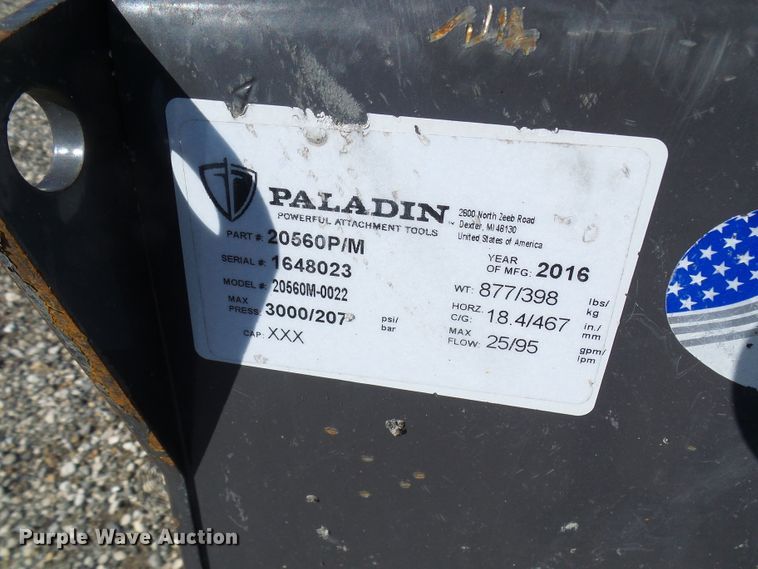 PALADIN
POWERFUL ATTACHMENT TOOLS
™
2600 North Zeeb Road
Dexter, MI 48130
United States of America
PART #: 20560P/M
SERIAL #: 1648023
MODEL #: 20560M-0022
MAX
PRESS: 3000/207 psi/
bar
CAP: XXX
YEAR
OF MFG: 2016
WT: 877/398 lbs/
kg
HORZ.
C/G: 18.4/467 in./
mm
MAX
FLOW: 25/95 gpm/
lpm
Purple Wave Auction